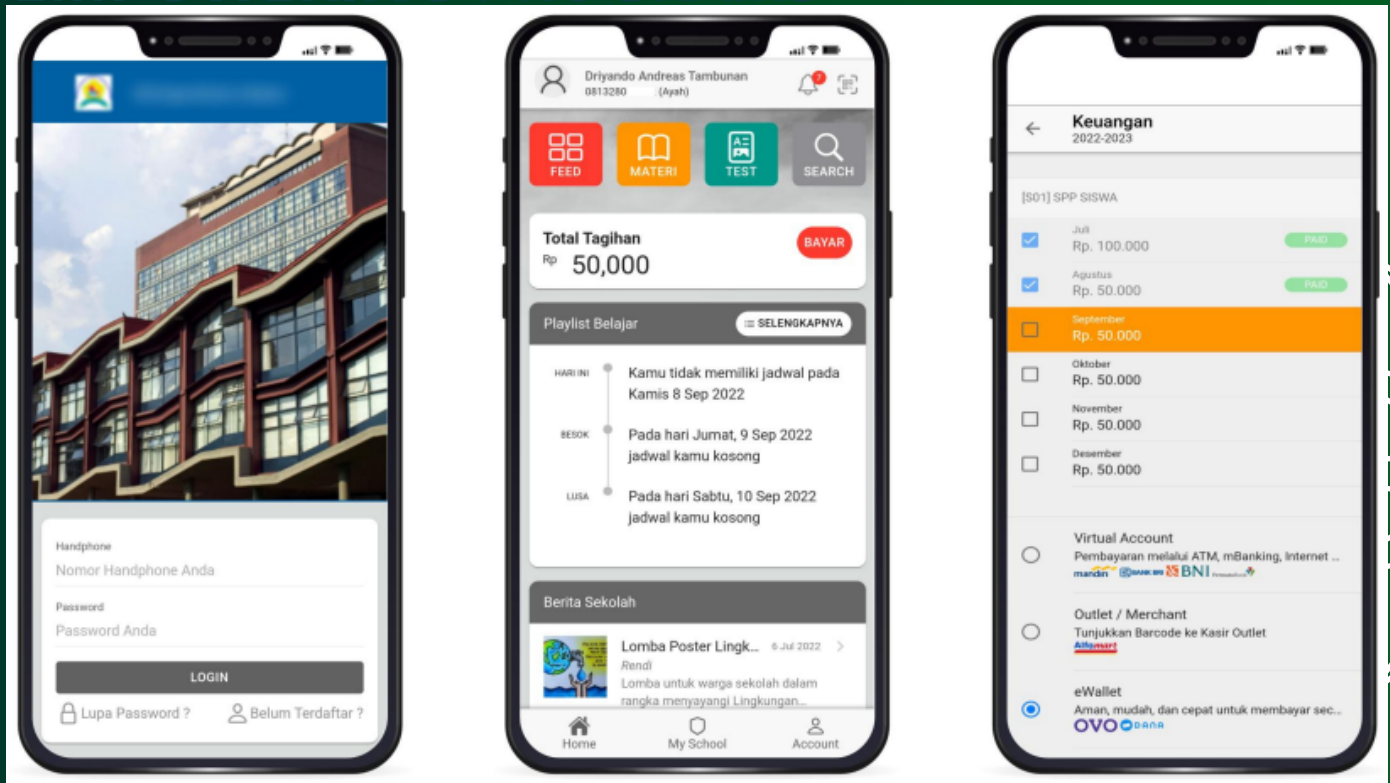 Handphone
Nomor Handphone Anda
Password
Password Anda
LOGIN
Lupa Password ?
Belum Terdaftar ?
Driyando Andreas Tambunan
0813280 (Ayah)
FEED
MATERI
TEST
SEARCH
Total Tagihan
Rp 50,000
BAYAR
Playlist Belajar
SELENGKAPNYA
HARI INI
Kamu tidak memiliki jadwal pada
Kamis 8 Sep 2022
BESOK
Pada hari Jumat, 9 Sep 2022
jadwal kamu kosong
LUSA
Pada hari Sabtu, 10 Sep 2022
jadwal kamu kosong
Berita Sekolah
Lomba Poster Lingk... 6 Jul 2022
Rendi
Lomba untuk warga sekolah dalam
rangka menyayangi Lingkungan...
Home
My School
Account
Keuangan
2022-2023
[S01] SPP SISWA
Juli
Rp. 100.000
PAID
Agustus
Rp. 50.000
PAID
September
Rp. 50.000
Oktober
Rp. 50.000
November
Rp. 50.000
Desember
Rp. 50.000
Virtual Account
Pembayaran melalui ATM, mBanking, Internet ...
mandiri BANK BRI BNI
Outlet / Merchant
Tunjukkan Barcode ke Kasir Outlet
Alfamart
eWallet
Aman, mudah, dan cepat untuk membayar sec...
OVO DANA